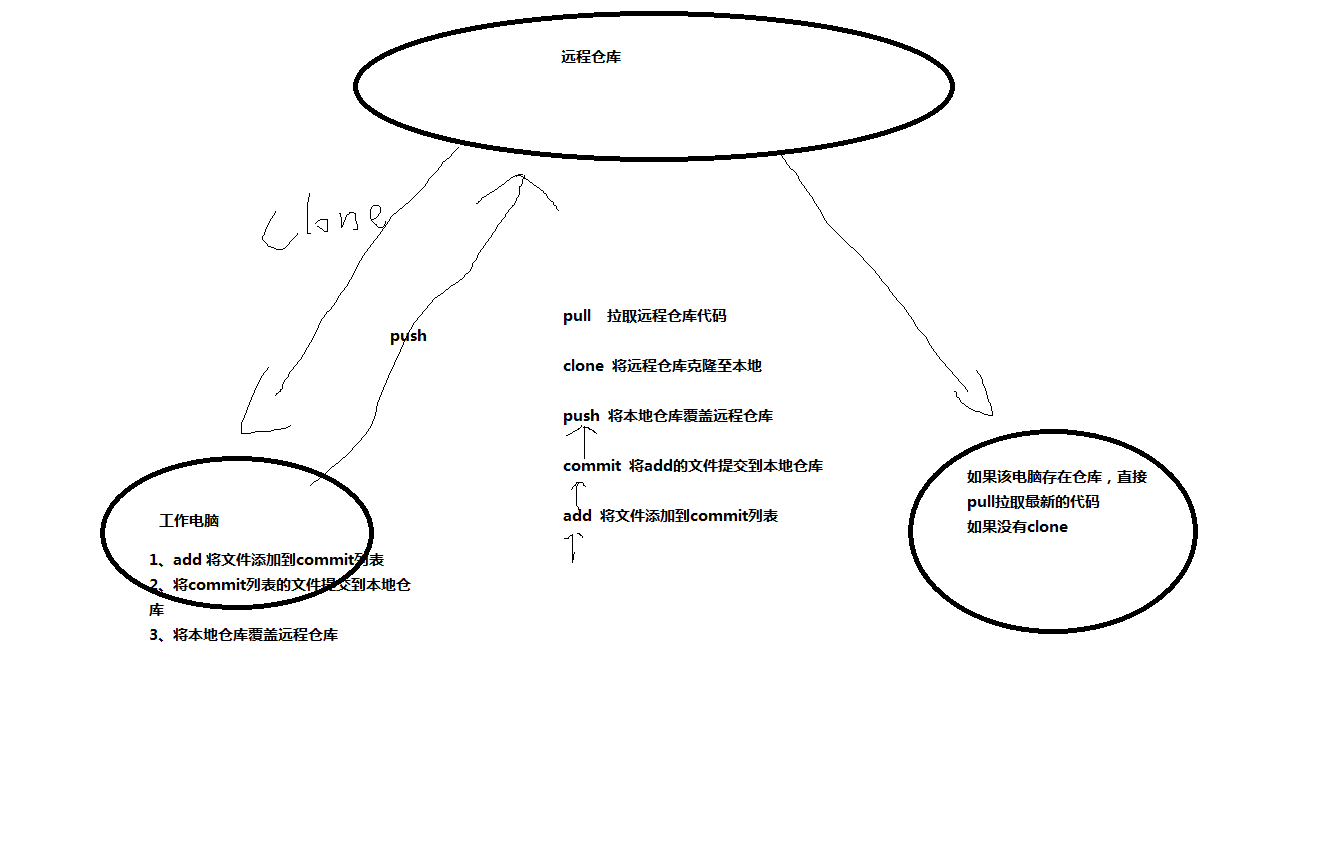 远程仓库
clone
push
pull 拉取远程仓库代码
clone 将远程仓库克隆至本地
push 将本地仓库覆盖远程仓库
commit 将add的文件提交到本地仓库
add 将文件添加到commit列表
工作电脑
1、add 将文件添加到commit列表
2、将commit列表的文件提交到本地仓
库
3、将本地仓库覆盖远程仓库
如果该电脑存在仓库，直接
pull拉取最新的代码
如果没有clone